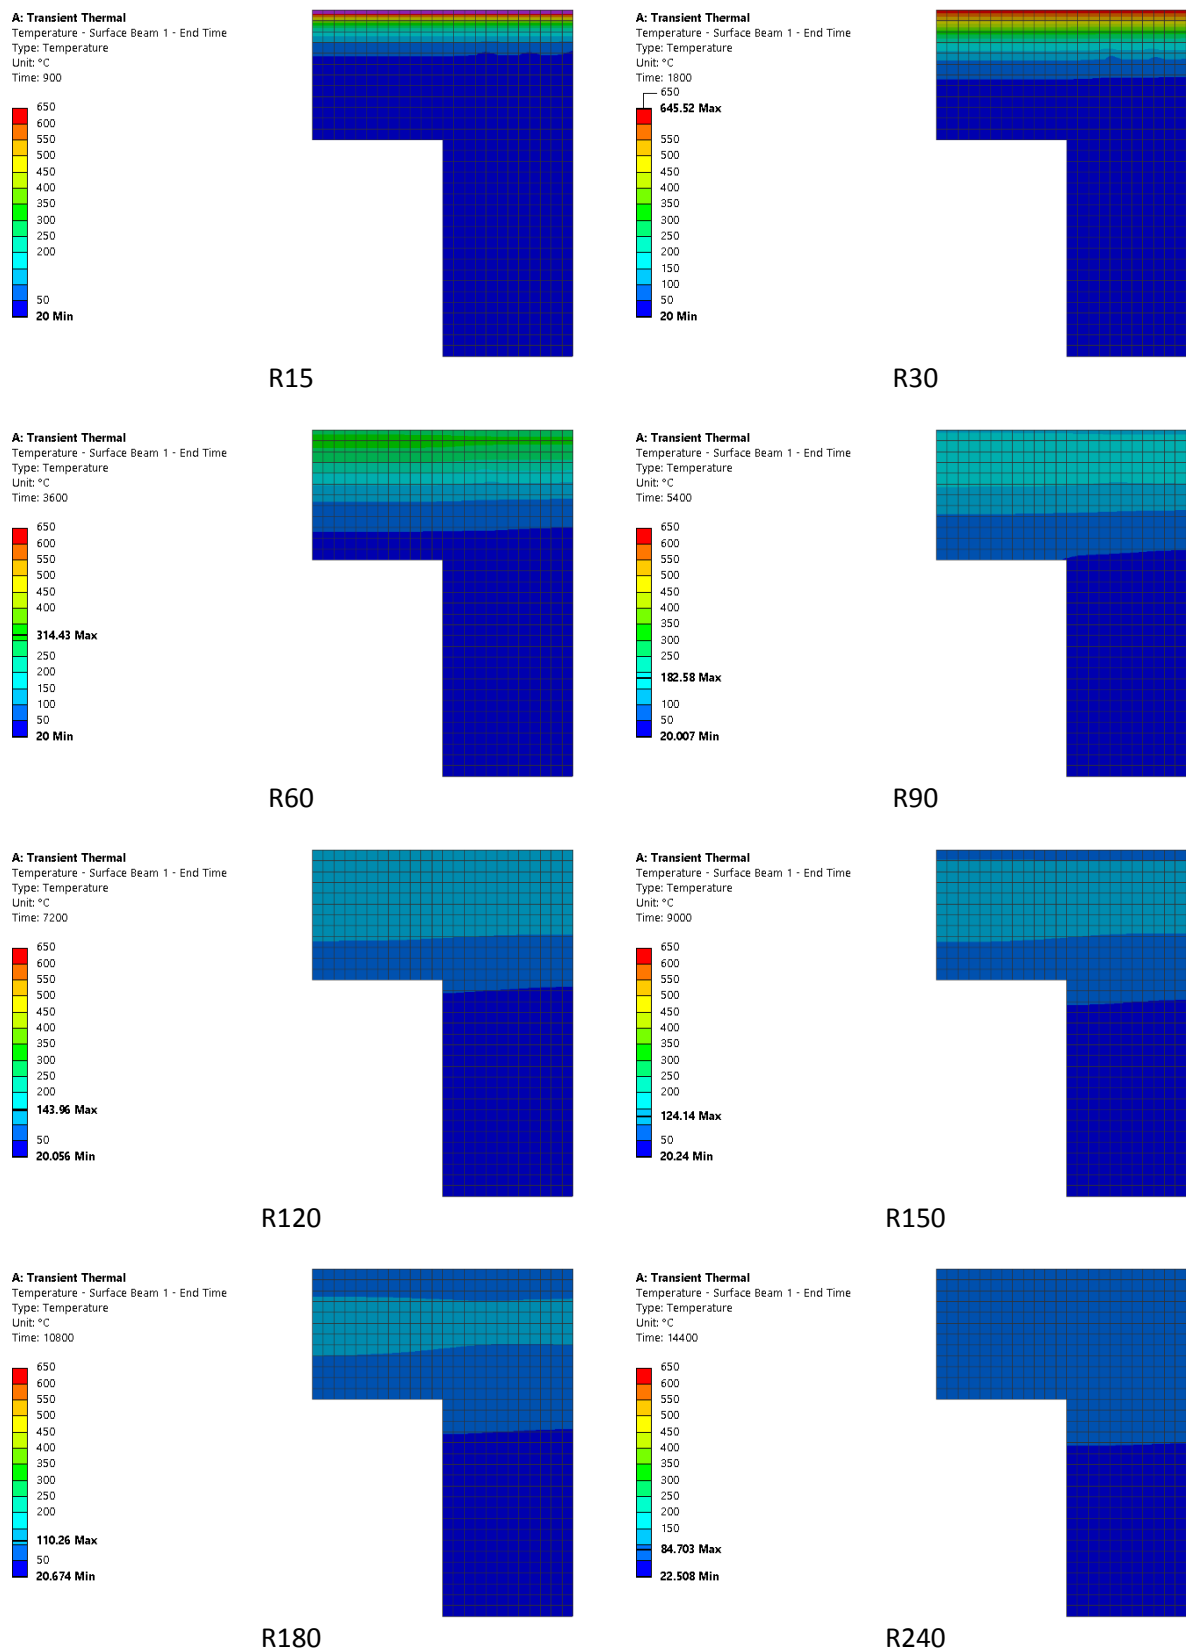 A: Transient Thermal
Temperature - Surface Beam 1 - End Time
Type: Temperature
Unit: °C
Time: 900
650
600
550
500
450
400
350
300
250
200
50
20 Min
R15
A: Transient Thermal
Temperature - Surface Beam 1 - End Time
Type: Temperature
Unit: °C
Time: 1800
650
645.52 Max
550
500
450
400
350
300
250
200
150
100
50
20 Min
R30
A: Transient Thermal
Temperature - Surface Beam 1 - End Time
Type: Temperature
Unit: °C
Time: 3600
650
600
550
500
450
400
314.43 Max
250
200
150
100
50
20 Min
R60
A: Transient Thermal
Temperature - Surface Beam 1 - End Time
Type: Temperature
Unit: °C
Time: 5400
650
600
550
500
450
400
350
300
250
182.58 Max
100
50
20.007 Min
R90
A: Transient Thermal
Temperature - Surface Beam 1 - End Time
Type: Temperature
Unit: °C
Time: 7200
650
600
550
500
450
400
350
300
250
200
143.96 Max
50
20.056 Min
R120
A: Transient Thermal
Temperature - Surface Beam 1 - End Time
Type: Temperature
Unit: °C
Time: 9000
650
600
550
500
450
400
350
300
250
200
124.14 Max
50
20.24 Min
R150
A: Transient Thermal
Temperature - Surface Beam 1 - End Time
Type: Temperature
Unit: °C
Time: 10800
650
600
550
500
450
400
350
300
250
200
110.26 Max
50
20.674 Min
R180
A: Transient Thermal
Temperature - Surface Beam 1 - End Time
Type: Temperature
Unit: °C
Time: 14400
650
600
550
500
450
400
350
300
250
200
150
84.703 Max
22.508 Min
R240